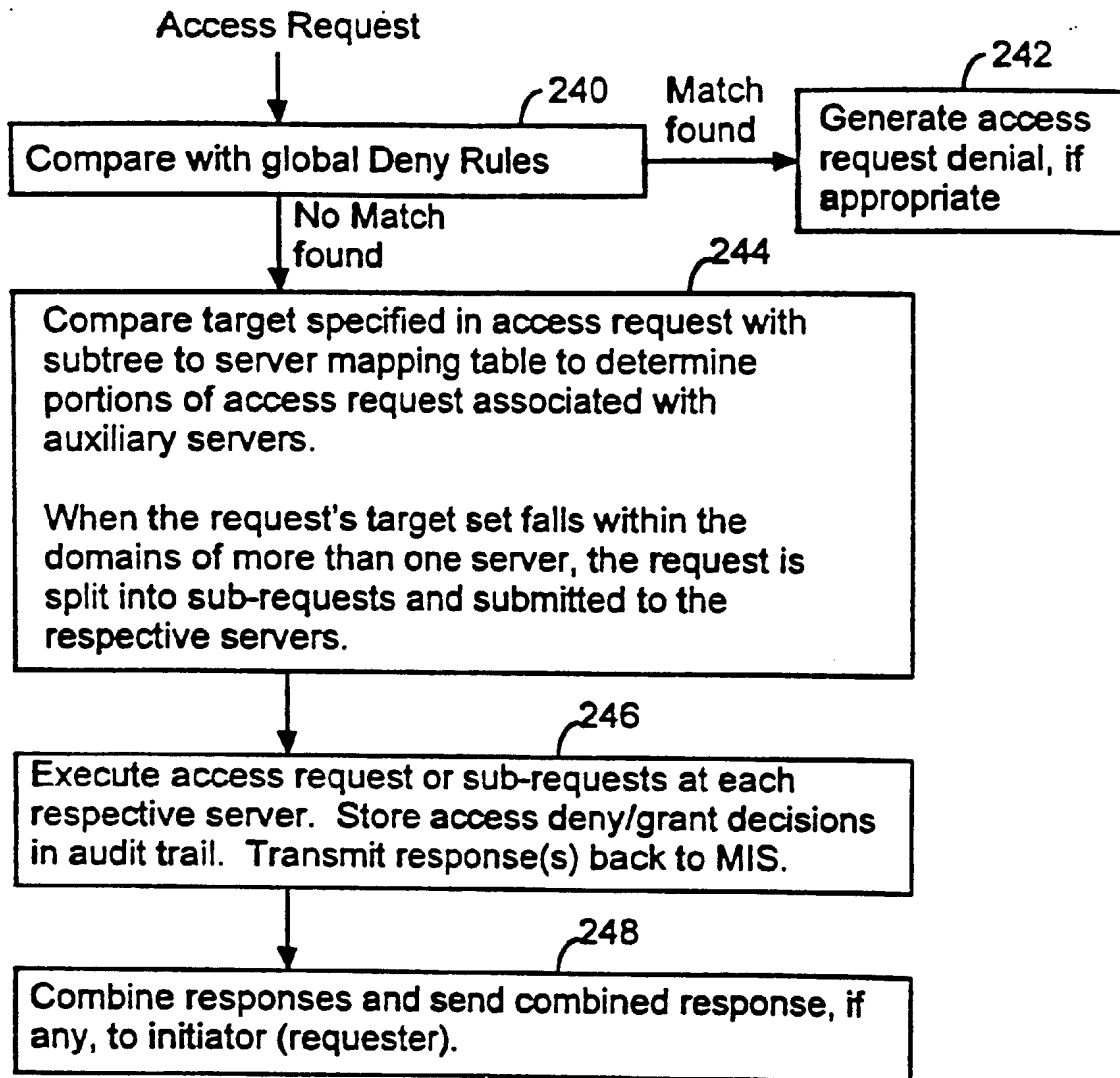 Access Request
240
Compare with global Deny Rules
Match
found
242
Generate access
request denial, if
appropriate
No Match
found
244
Compare target specified in access request with
subtree to server mapping table to determine
portions of access request associated with
auxiliary servers.
When the request's target set falls within the
domains of more than one server, the request is
split into sub-requests and submitted to the
respective servers.
246
Execute access request or sub-requests at each
respective server. Store access deny/grant decisions
in audit trail. Transmit response(s) back to MIS.
248
Combine responses and send combined response, if
any, to initiator (requester).